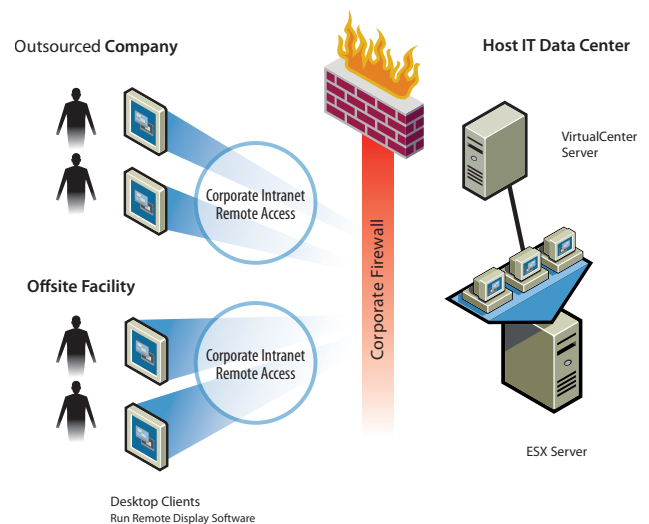 Outsourced Company
Host IT Data Center
VirtualCenter
Server
Corporate Intranet
Remote Access
Corporate Firewall
Offsite Facility
Corporate Intranet
Remote Access
ESX Server
Desktop Clients
Run Remote Display Software